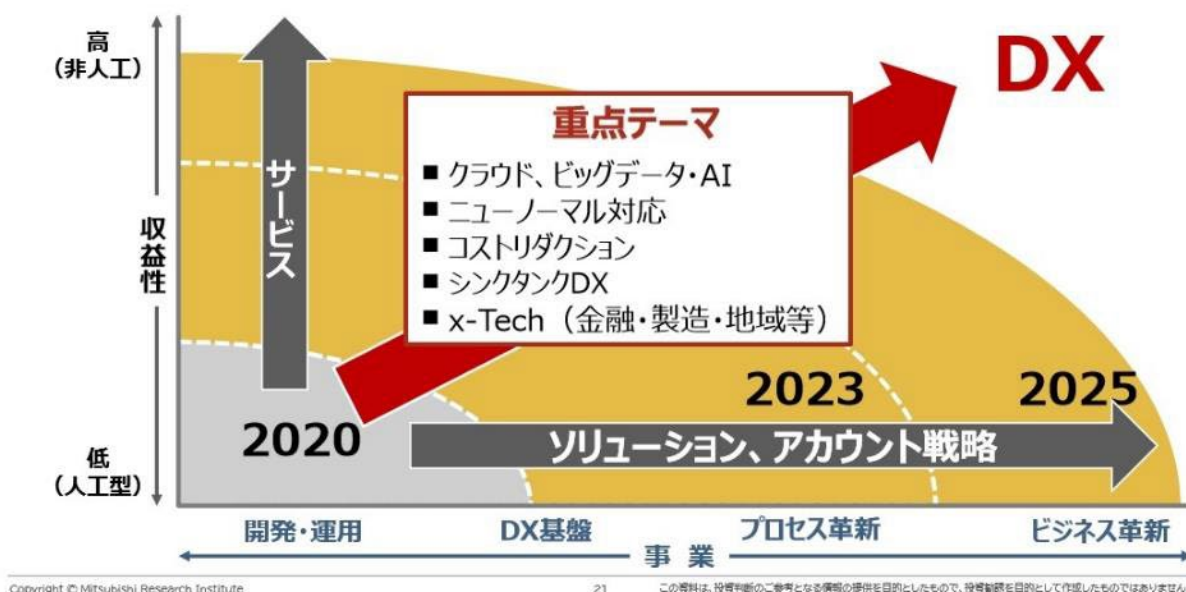 高
(非人工)
DX
重点テーマ
■ クラウド、ビッグデータ・AI
■ ニューノーマル対応
■ コストリダクション
■ シンクタンクDX
■ x-Tech（金融・製造・地域等）
サービス
収益性
2023
2025
2020
ソリューション、アカウント戦略
低
(人工型)
開発・運用
DX基盤
プロセス革新
ビジネス革新
事 業
Copyright © Mitsubishi Research Institute
21
この資料は、投資判断のご参考となる情報の提供を目的としたもので、投資勧誘を目的として作成したものではありません